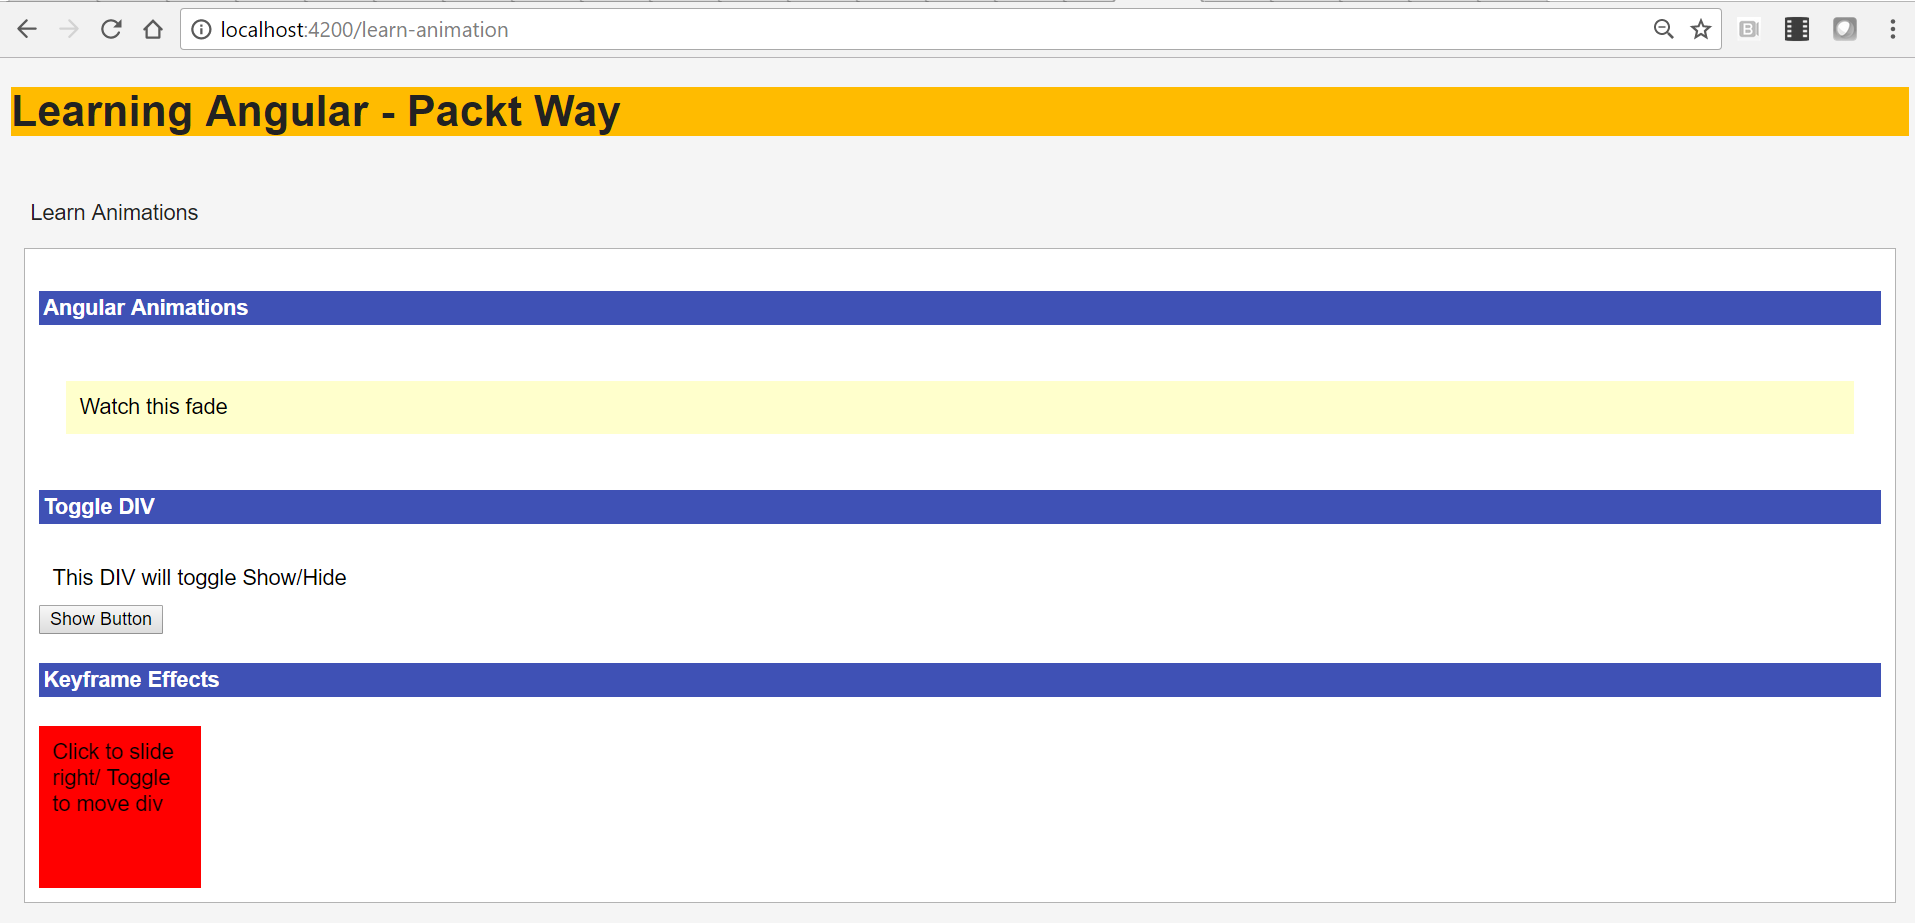 localhost:4200/learn-animation
Learning Angular - Packt Way
Learn Animations
Angular Animations
Watch this fade
Toggle DIV
This DIV will toggle Show/Hide
Show Button
Keyframe Effects
Click to slide
right/ Toggle
to move div